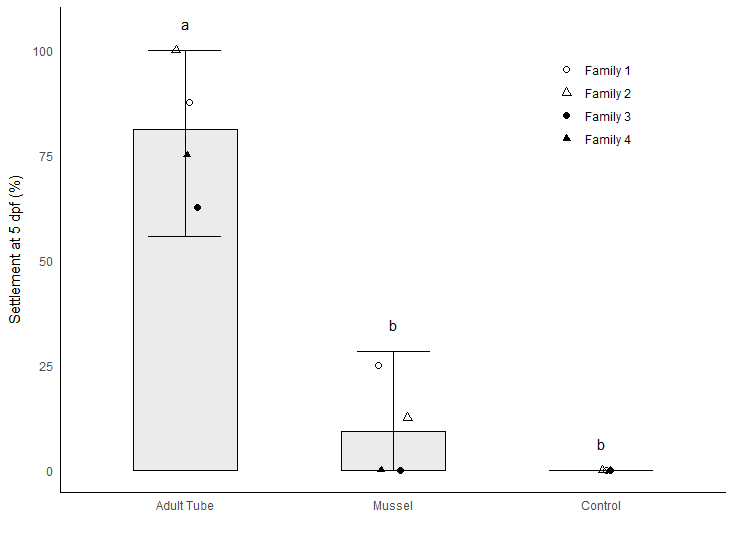 a
100
Family 1
Family 2
Family 3
Family 4
75
Settlement at 5 dpf (%)
50
b
25
b
0
Adult Tube
Mussel
Control